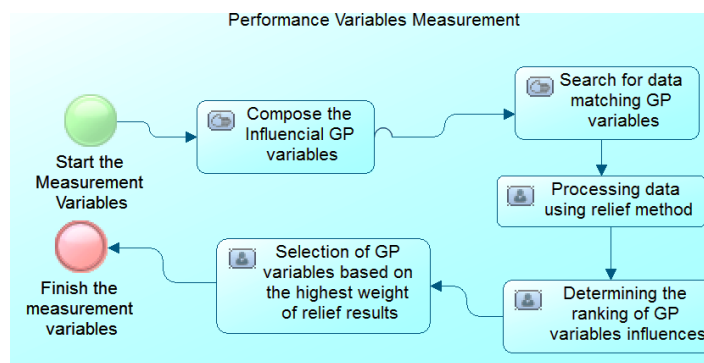 Performance Variables Measurement
Start the
Measurement
Variables
Compose the
Influencial GP
variables
Search for data
matching GP
variables
Processing data
using relief method
Determining the
ranking of GP
variables influences
Selection of GP
variables based on
the highest weight
of relief results
Finish the
measurement
variables